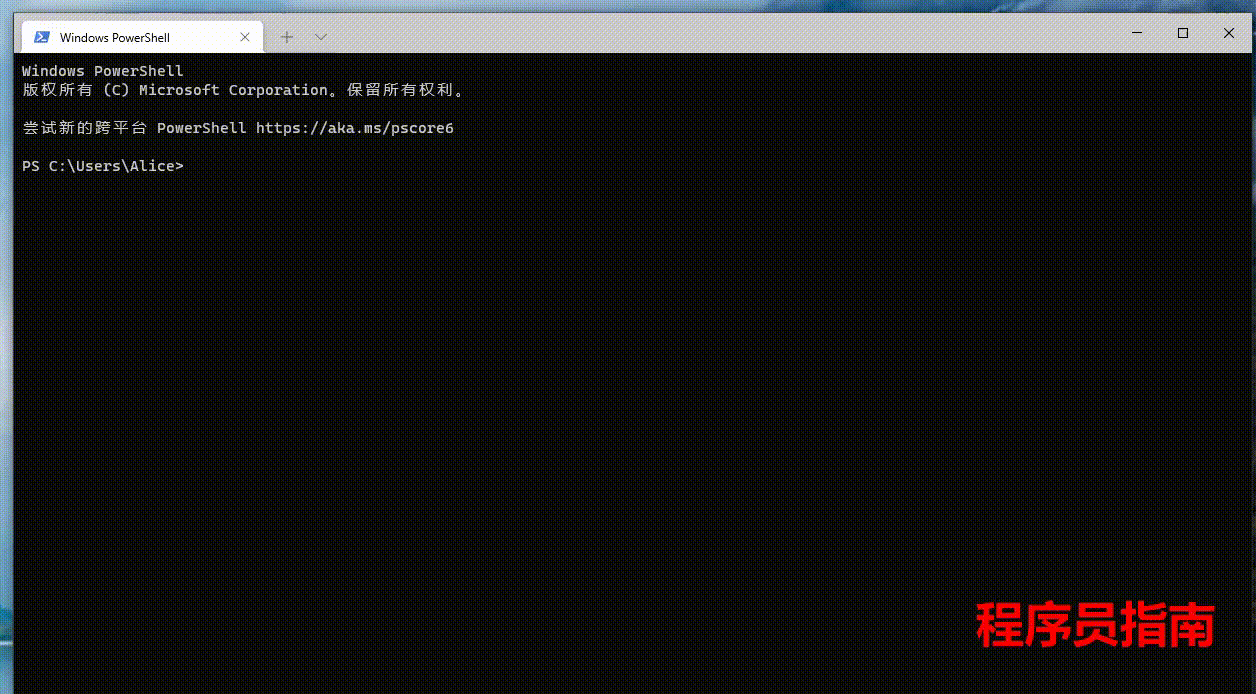 Windows PowerShell
Windows PowerShell
版权所有 (C) Microsoft Corporation。保留所有权利。
尝试新的跨平台 PowerShell https://aka.ms/pscore6
PS C:\Users\Alice>
程序员指南